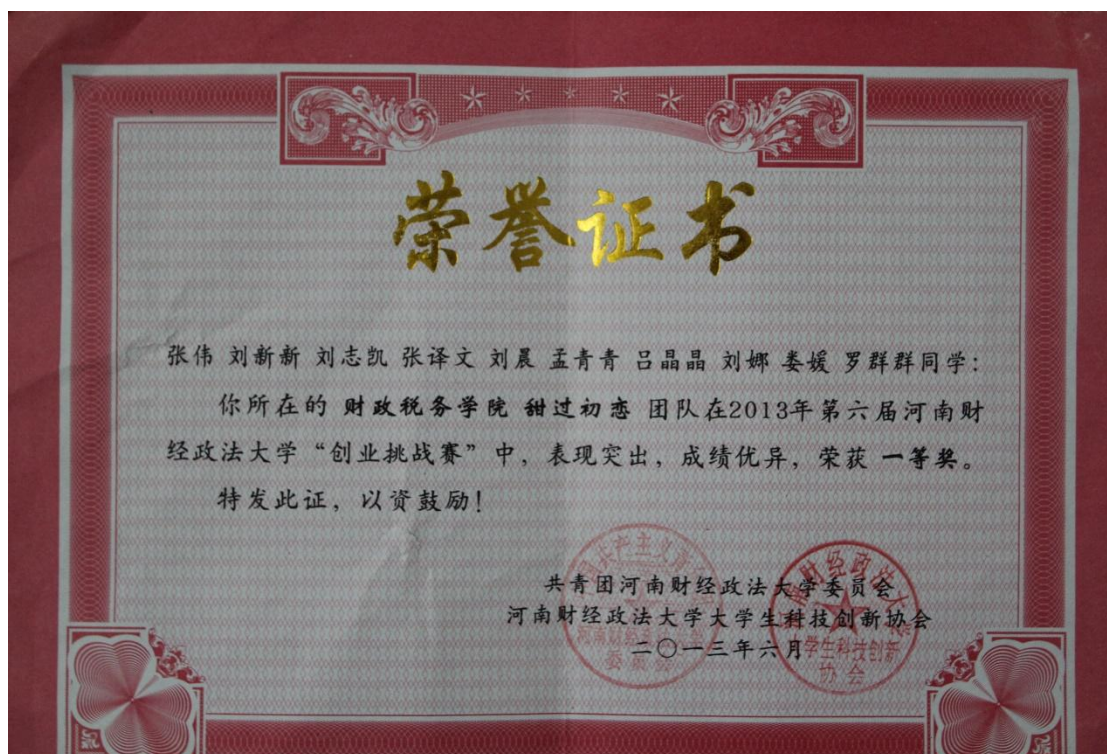 荣誉证书
张伟 刘新新 刘志凯 张译文 刘晨 孟青青 吕晶晶 刘娜 娄媛 罗群群同学：
你所在的 财政税务学院 甜过初恋 团队在2013年第六届河南财
经政法大学“创业挑战赛”中，表现突出，成绩优异，荣获 一等奖。
特发此证，以资鼓励！
共青团河南财经政法大学委员会
河南财经政法大学大学生科技创新协会
二〇一三年六月